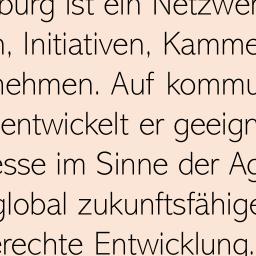 burg ist ein Netzwer
n, Initiativen, Kamme
nehmen. Auf kommu
entwickelt er geeign
esse im Sinne der Ag
global zukunftsfähige
erechte Entwicklung.